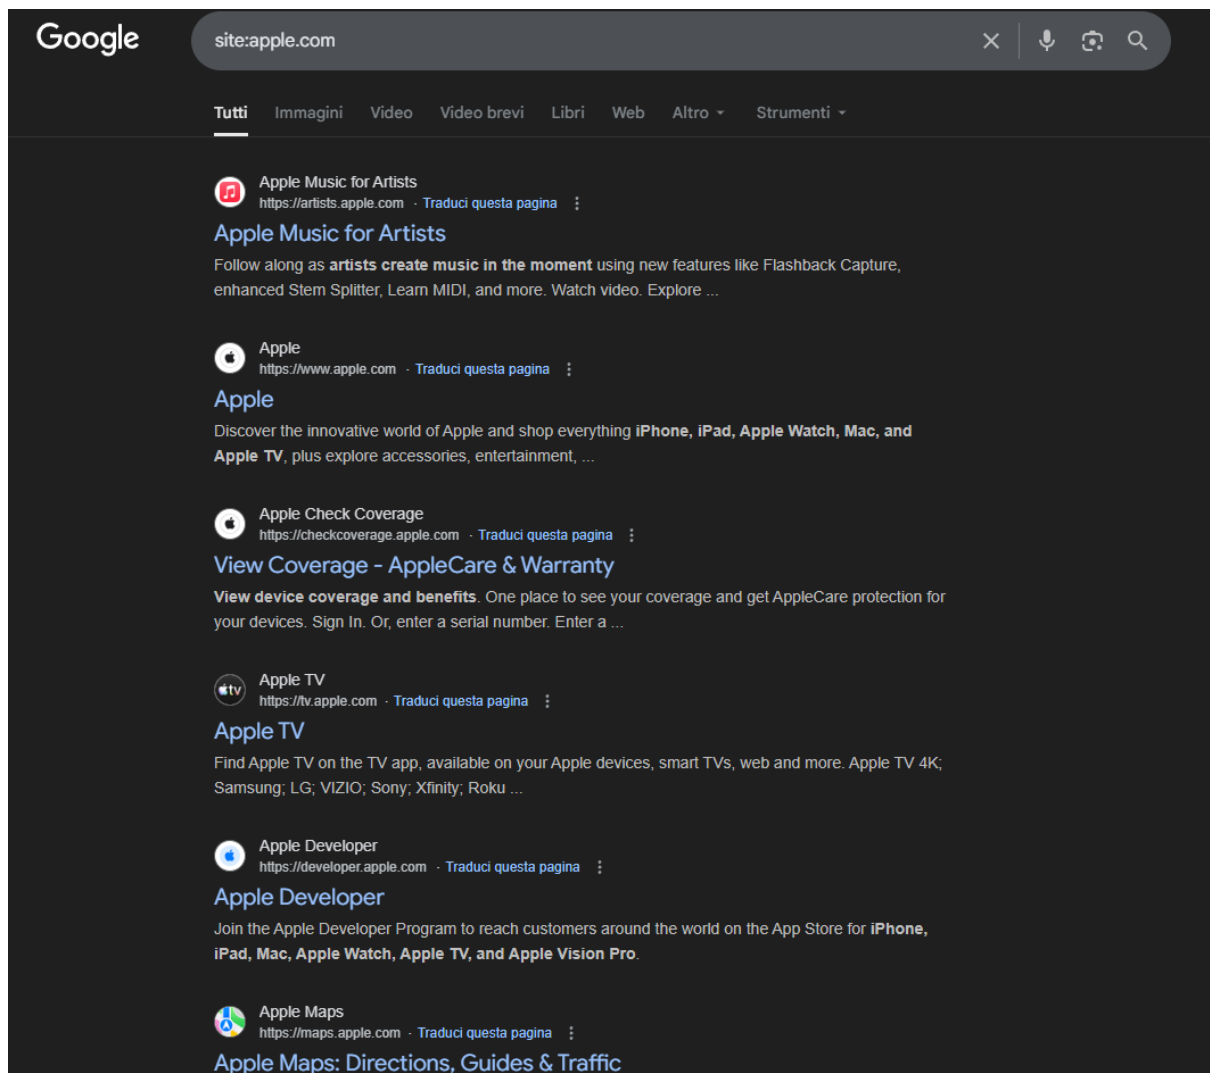 Google
site:apple.com
Tutti Immagini Video Video brevi Libri Web Altro Strumenti
Apple Music for Artists
https://artists.apple.com · Traduci questa pagina
Apple Music for Artists
Follow along as artists create music in the moment using new features like Flashback Capture,
enhanced Stem Splitter, Learn MIDI, and more. Watch video. Explore ...
Apple
https://www.apple.com · Traduci questa pagina
Apple
Discover the innovative world of Apple and shop everything iPhone, iPad, Apple Watch, Mac, and
Apple TV, plus explore accessories, entertainment, ...
Apple Check Coverage
https://checkcoverage.apple.com · Traduci questa pagina
View Coverage - AppleCare & Warranty
View device coverage and benefits. One place to see your coverage and get AppleCare protection for
your devices. Sign In. Or, enter a serial number. Enter a ...
tv
Apple TV
https://tv.apple.com · Traduci questa pagina
Apple TV
Find Apple TV on the TV app, available on your Apple devices, smart TVs, web and more. Apple TV 4K;
Samsung; LG; VIZIO; Sony; Xfinity; Roku ...
Apple Developer
https://developer.apple.com · Traduci questa pagina
Apple Developer
Join the Apple Developer Program to reach customers around the world on the App Store for iPhone,
iPad, Mac, Apple Watch, Apple TV, and Apple Vision Pro.
Apple Maps
https://maps.apple.com · Traduci questa pagina
Apple Maps: Directions, Guides & Traffic